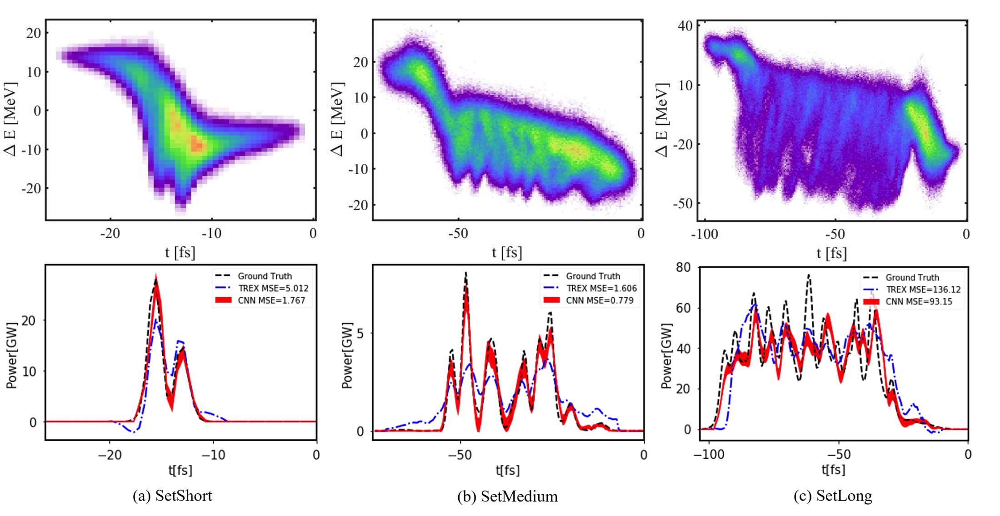 20
10
0
-10
-20
Δ E [MeV]
-20
-10
0
t [fs]
20
10
0
-10
-20
Δ E [MeV]
-50
0
t [fs]
40
10
-20
-50
Δ E [MeV]
-100
-50
0
t [fs]
Ground Truth
TREX MSE=5.012
CNN MSE=1.767
20
10
0
Power[GW]
−20
−10
0
t[fs]
Ground Truth
TREX MSE=1.606
CNN MSE=0.779
5
0
Power[GW]
−50
0
t[fs]
Ground Truth
TREX MSE=136.12
CNN MSE=93.15
80
60
40
20
0
Power[GW]
−100
−50
0
t[fs]
(a) SetShort
(b) SetMedium
(c) SetLong